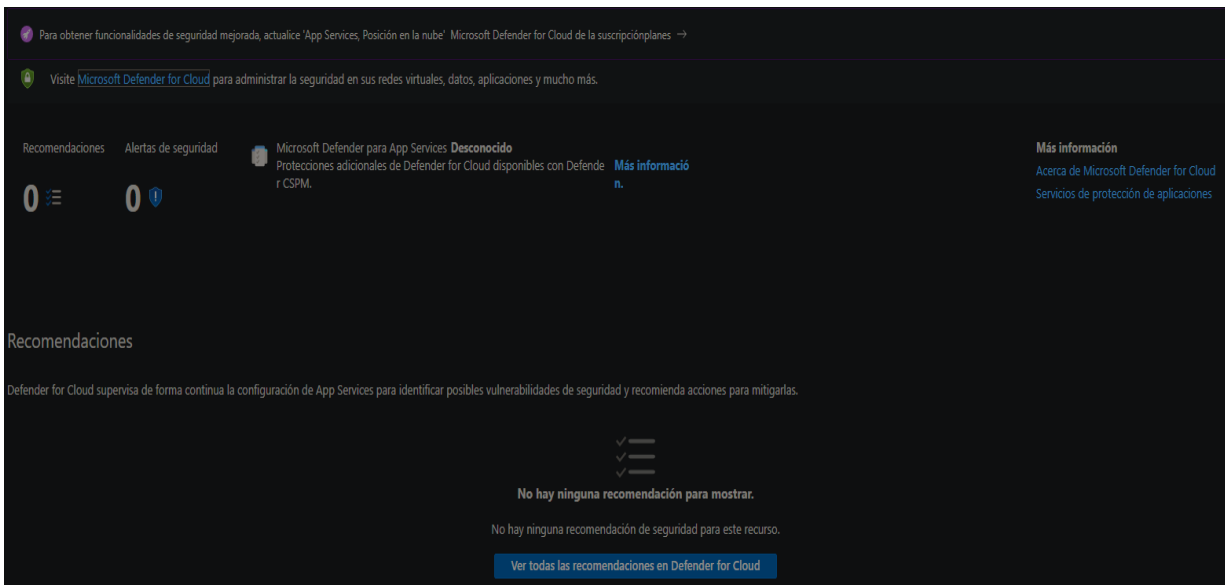 Para obtener funcionalidades de seguridad mejorada, actualice 'App Services, Posición en la nube' Microsoft Defender for Cloud de la suscripciónplanes →
Visite Microsoft Defender for Cloud para administrar la seguridad en sus redes virtuales, datos, aplicaciones y mucho más.
Recomendaciones
0
Alertas de seguridad
0
Microsoft Defender para App Services Desconocido
Protecciones adicionales de Defender for Cloud disponibles con Defende
r CSPM.
Más informació
n.
Más información
Acerca de Microsoft Defender for Cloud
Servicios de protección de aplicaciones
Recomendaciones
Defender for Cloud supervisa de forma continua la configuración de App Services para identificar posibles vulnerabilidades de seguridad y recomienda acciones para mitigarlas.
No hay ninguna recomendación para mostrar.
No hay ninguna recomendación de seguridad para este recurso.
Ver todas las recomendaciones en Defender for Cloud